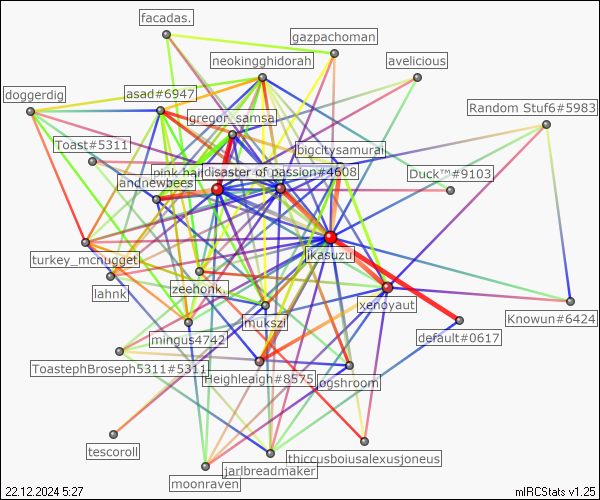 facadas.
gazpachoman
neokingghidorah
avelicious
doggerdig
asad#6947
Random Stuf6#5983
gregor_samsa.
Toast#5311
bigcitysamurai
pink hair
disaster of passion#4608
Duck™#9103
andnewbees
turkey_mcnugget
ikasuzu
lahnk
zeehonk.
xenoyaut
mukszi
Knowun#6424
default#0617
mingus4742
ToastephBroseph5311#5311
Heighleaigh#8575
ogshroom
tescoroll
thiccusboiusalexusjoneus
jarlbreadmaker
moonraven
22.12.2024 5:27
mIRCStats v1.25